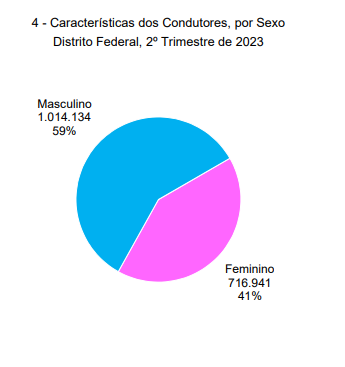 4 - Características dos Condutores, por Sexo
Distrito Federal, 2º Trimestre de 2023
Masculino
1.014.134
59%
Feminino
716.941
41%